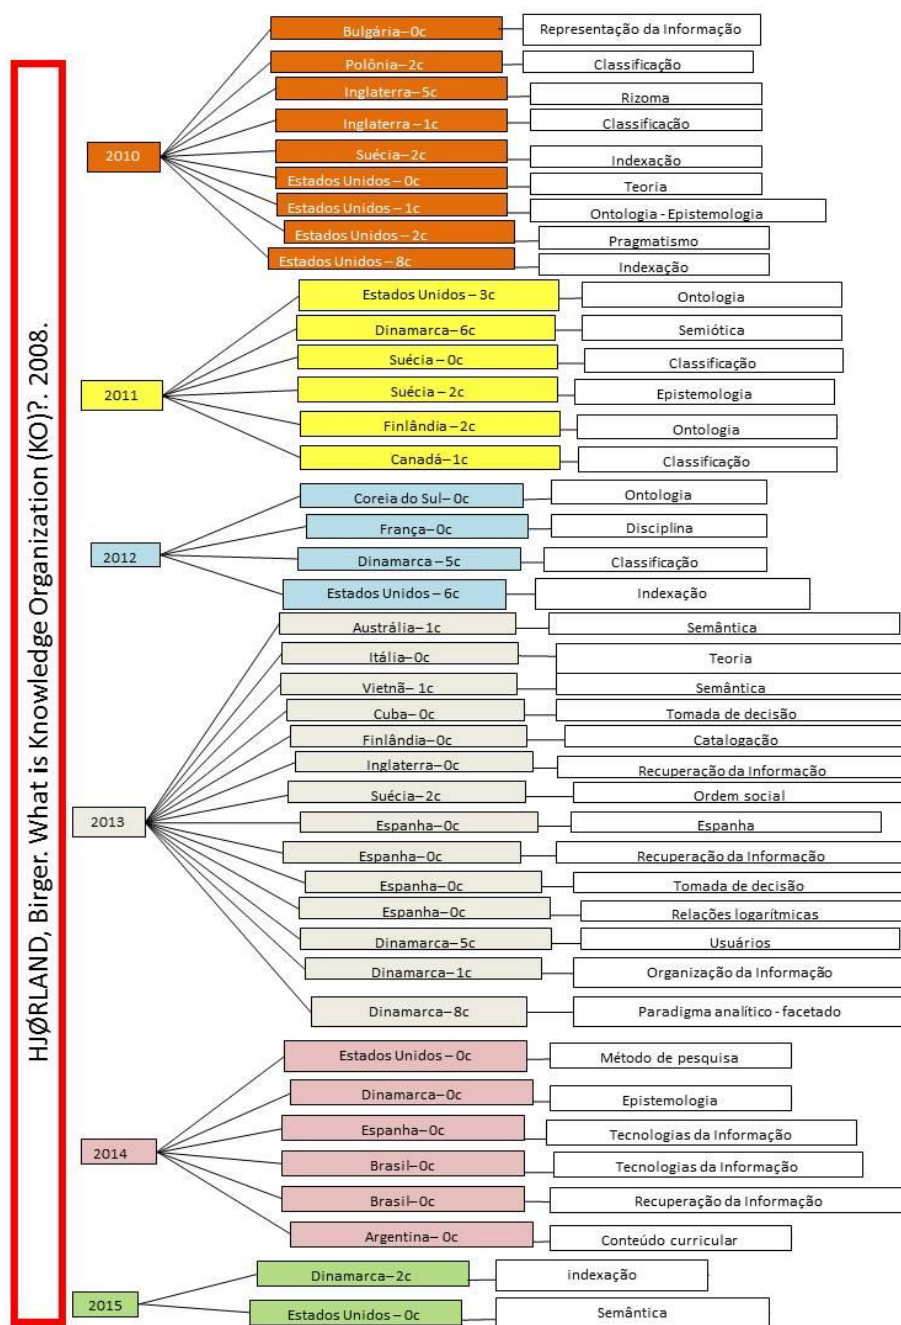 HJØRLAND, Birger. What is Knowledge Organization (KO)?. 2008.
2010
Bulgária–0c
Representação da Informação
Polônia–2c
Classificação
Inglaterra–5c
Rizoma
Inglaterra–1c
Classificação
Suécia–2c
Indexação
Estados Unidos–0c
Teoria
Estados Unidos–1c
Ontologia - Epistemologia
Estados Unidos – 2c
Pragmatismo
Estados Unidos – 8c
Indexação
2011
Estados Unidos – 3c
Ontologia
Dinamarca–6c
Semiótica
Suécia –0c
Classificação
Suécia –2c
Epistemologia
Finlândia–2c
Ontologia
Canadá–1c
Classificação
2012
Coreia do Sul–0c
Ontologia
França–0c
Disciplina
Dinamarca –5c
Classificação
Estados Unidos – 6c
Indexação
2013
Austrália–1c
Semântica
Itália–0c
Teoria
Vietnã– 1c
Semântica
Cuba–0c
Tomada de decisão
Finlândia–0c
Catalogação
Inglaterra–0c
Recuperação da Informação
Suécia–2c
Ordem social
Espanha–0c
Espanha
Espanha–0c
Recuperação da Informação
Espanha–0c
Tomada de decisão
Espanha–0c
Relações logarítmicas
Dinamarca–5c
Usuários
Dinamarca–1c
Organização da Informação
Dinamarca–8c
Paradigma analítico - facetado
2014
Estados Unidos –0c
Método de pesquisa
Dinamarca–0c
Epistemologia
Espanha–0c
Tecnologias da Informação
Brasil–0c
Tecnologias da Informação
Brasil–0c
Recuperação da Informação
Argentina–0c
Conteúdo curricular
2015
Dinamarca–2c
indexação
Estados Unidos –0c
Semântica